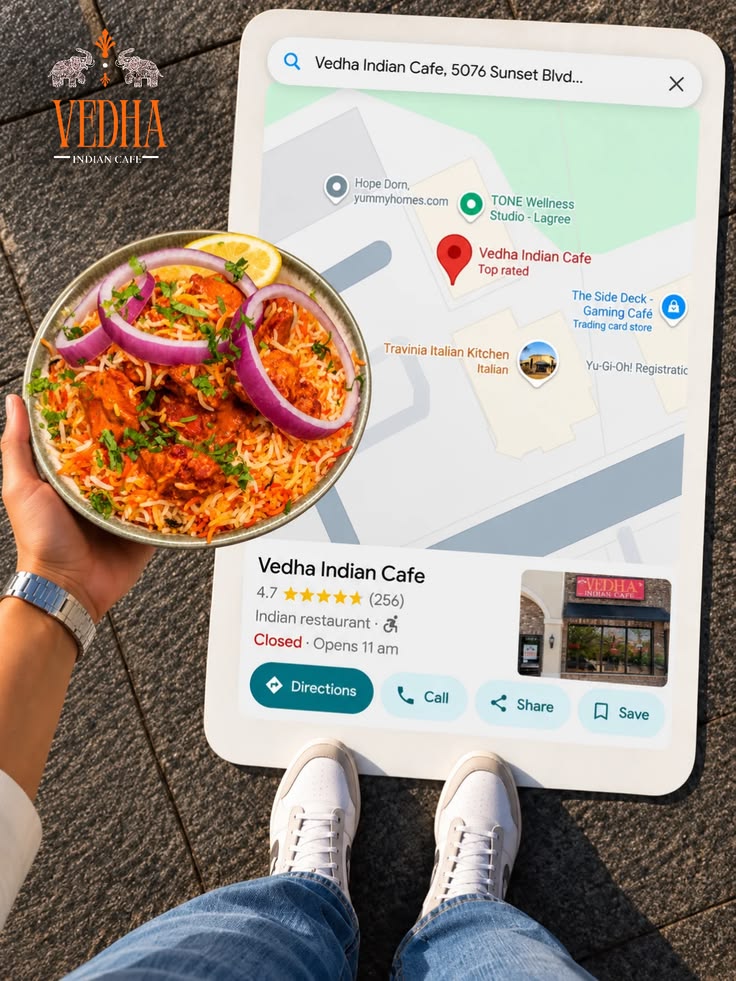 VEDHA
INDIAN CAFE
Vedha Indian Cafe, 5076 Sunset Blvd...
Hope Dorn,
yummyhomes.com
TONE Wellness
Studio - Lagree
Vedha Indian Cafe
Top rated
The Side Deck -
Gaming Café
Trading card store
Travinia Italian Kitchen
Italian
Yu-Gi-Oh! Registratio
Vedha Indian Cafe
4.7 (256)
Indian restaurant ·
Closed · Opens 11 am
VEDHA
INDIAN CAFE
Directions
Call
Share
Save